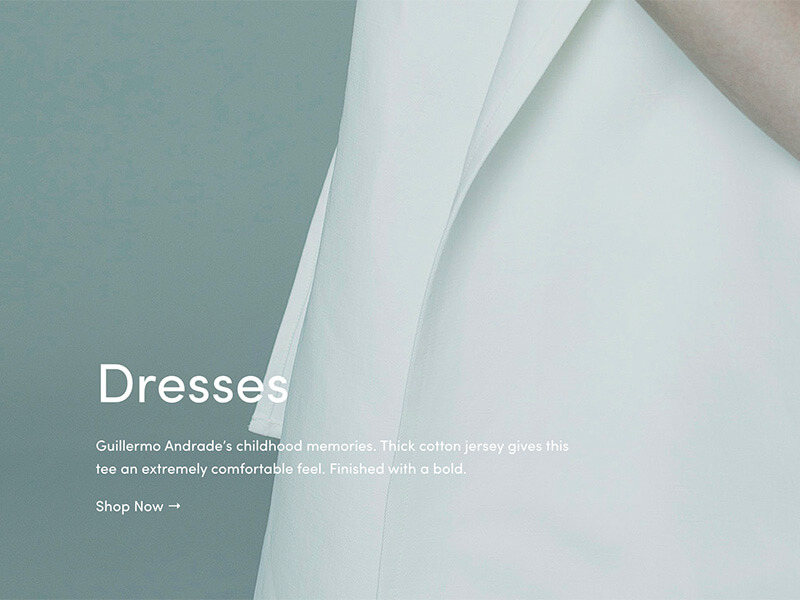 Dresses
Guillermo Andrade’s childhood memories. Thick cotton jersey gives this
tee an extremely comfortable feel. Finished with a bold.
Shop Now →